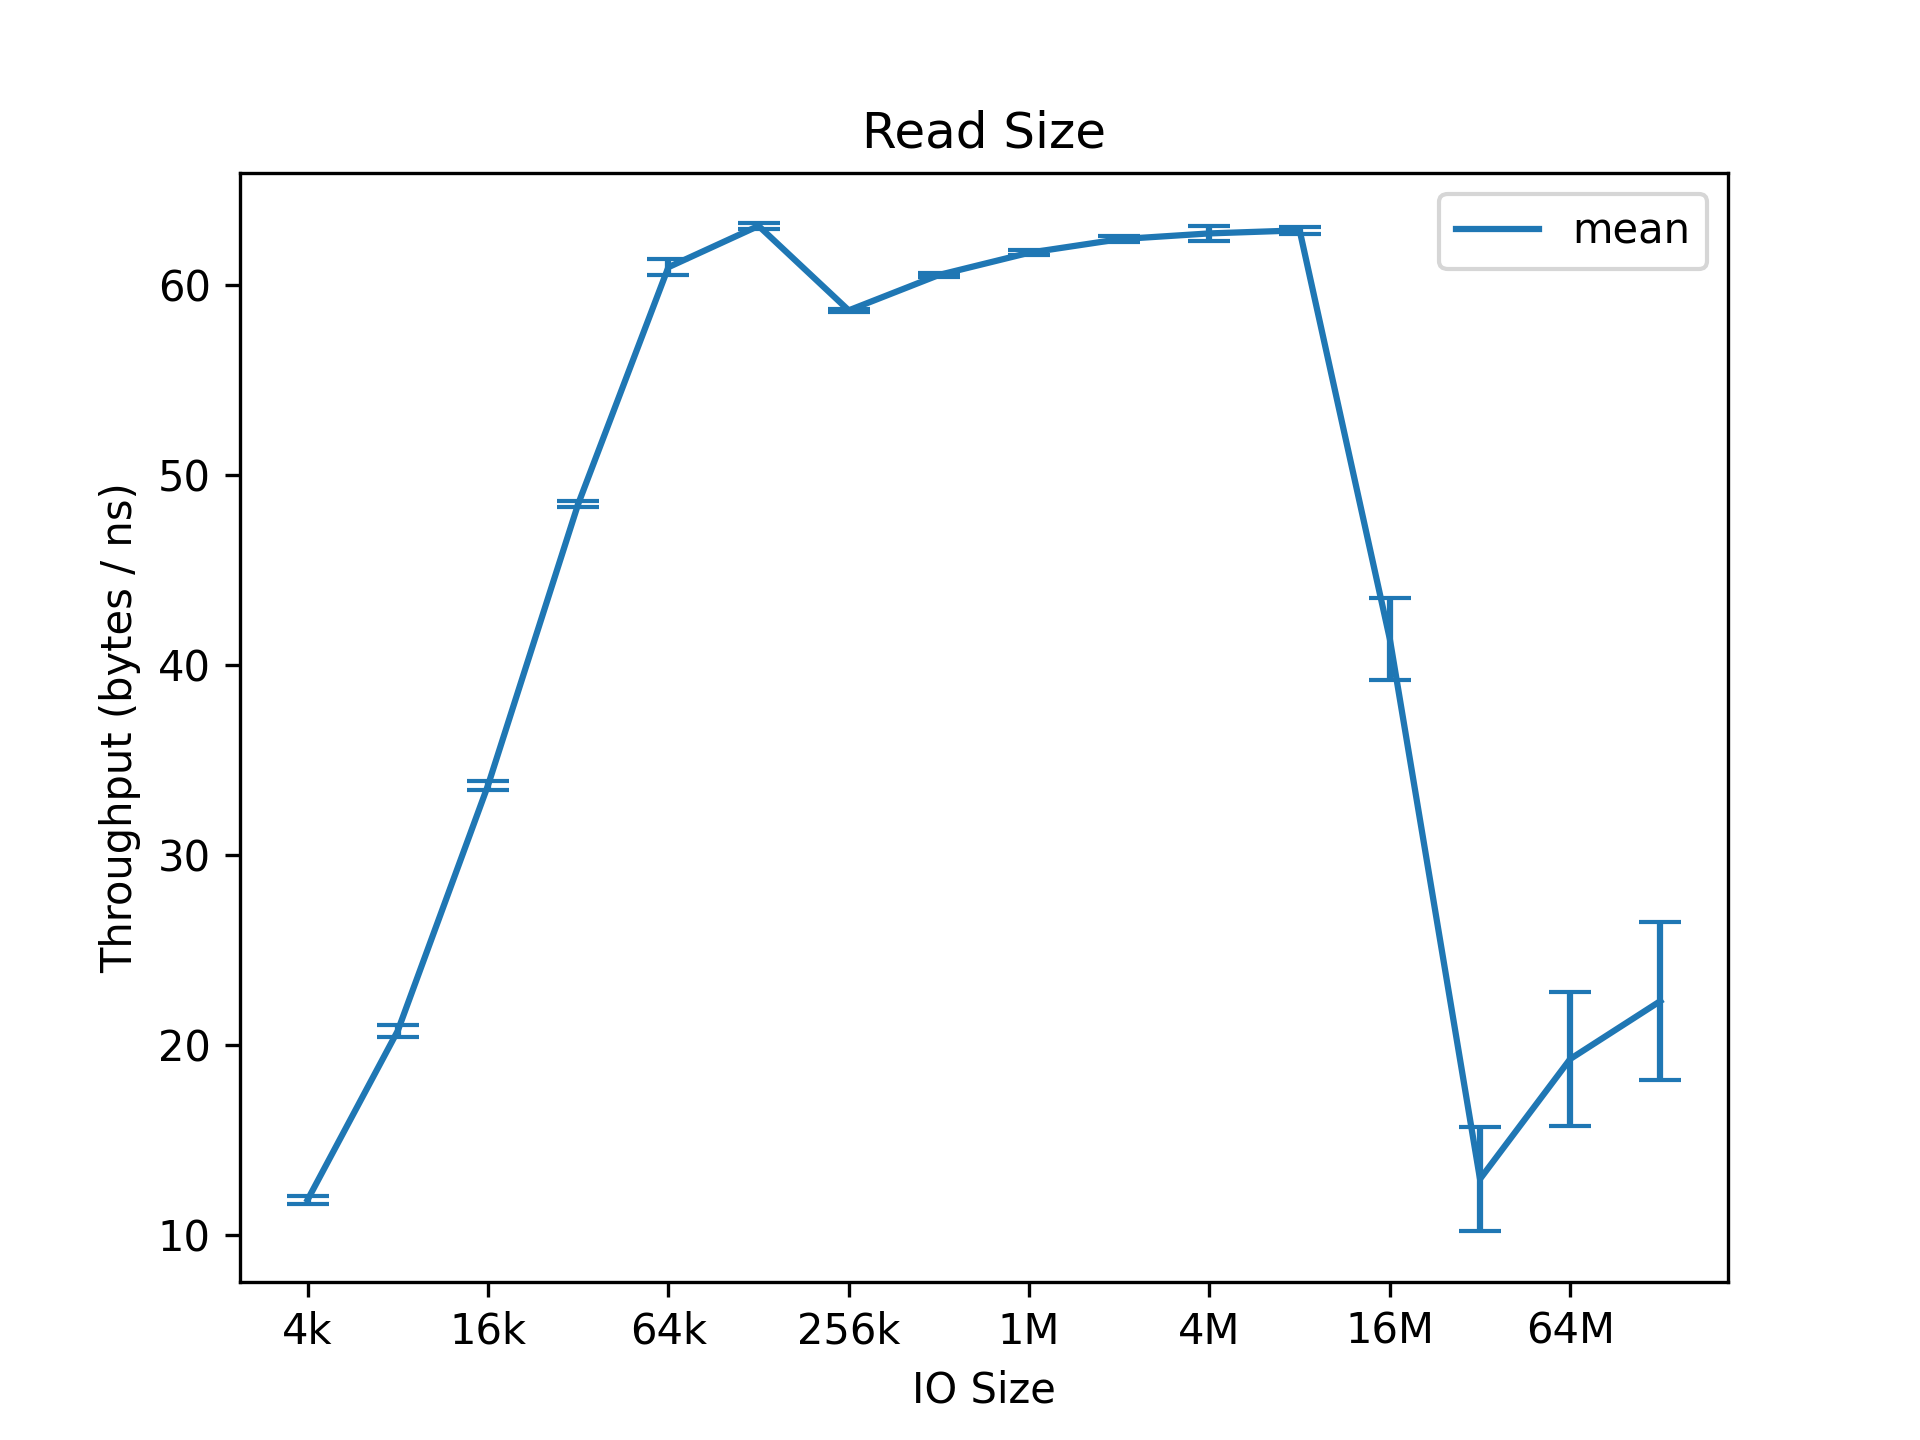 Read Size
mean
Throughput (bytes / ns)
60
50
40
30
20
10
4k 16k 64k 256k 1M 4M 16M 64M
IO Size